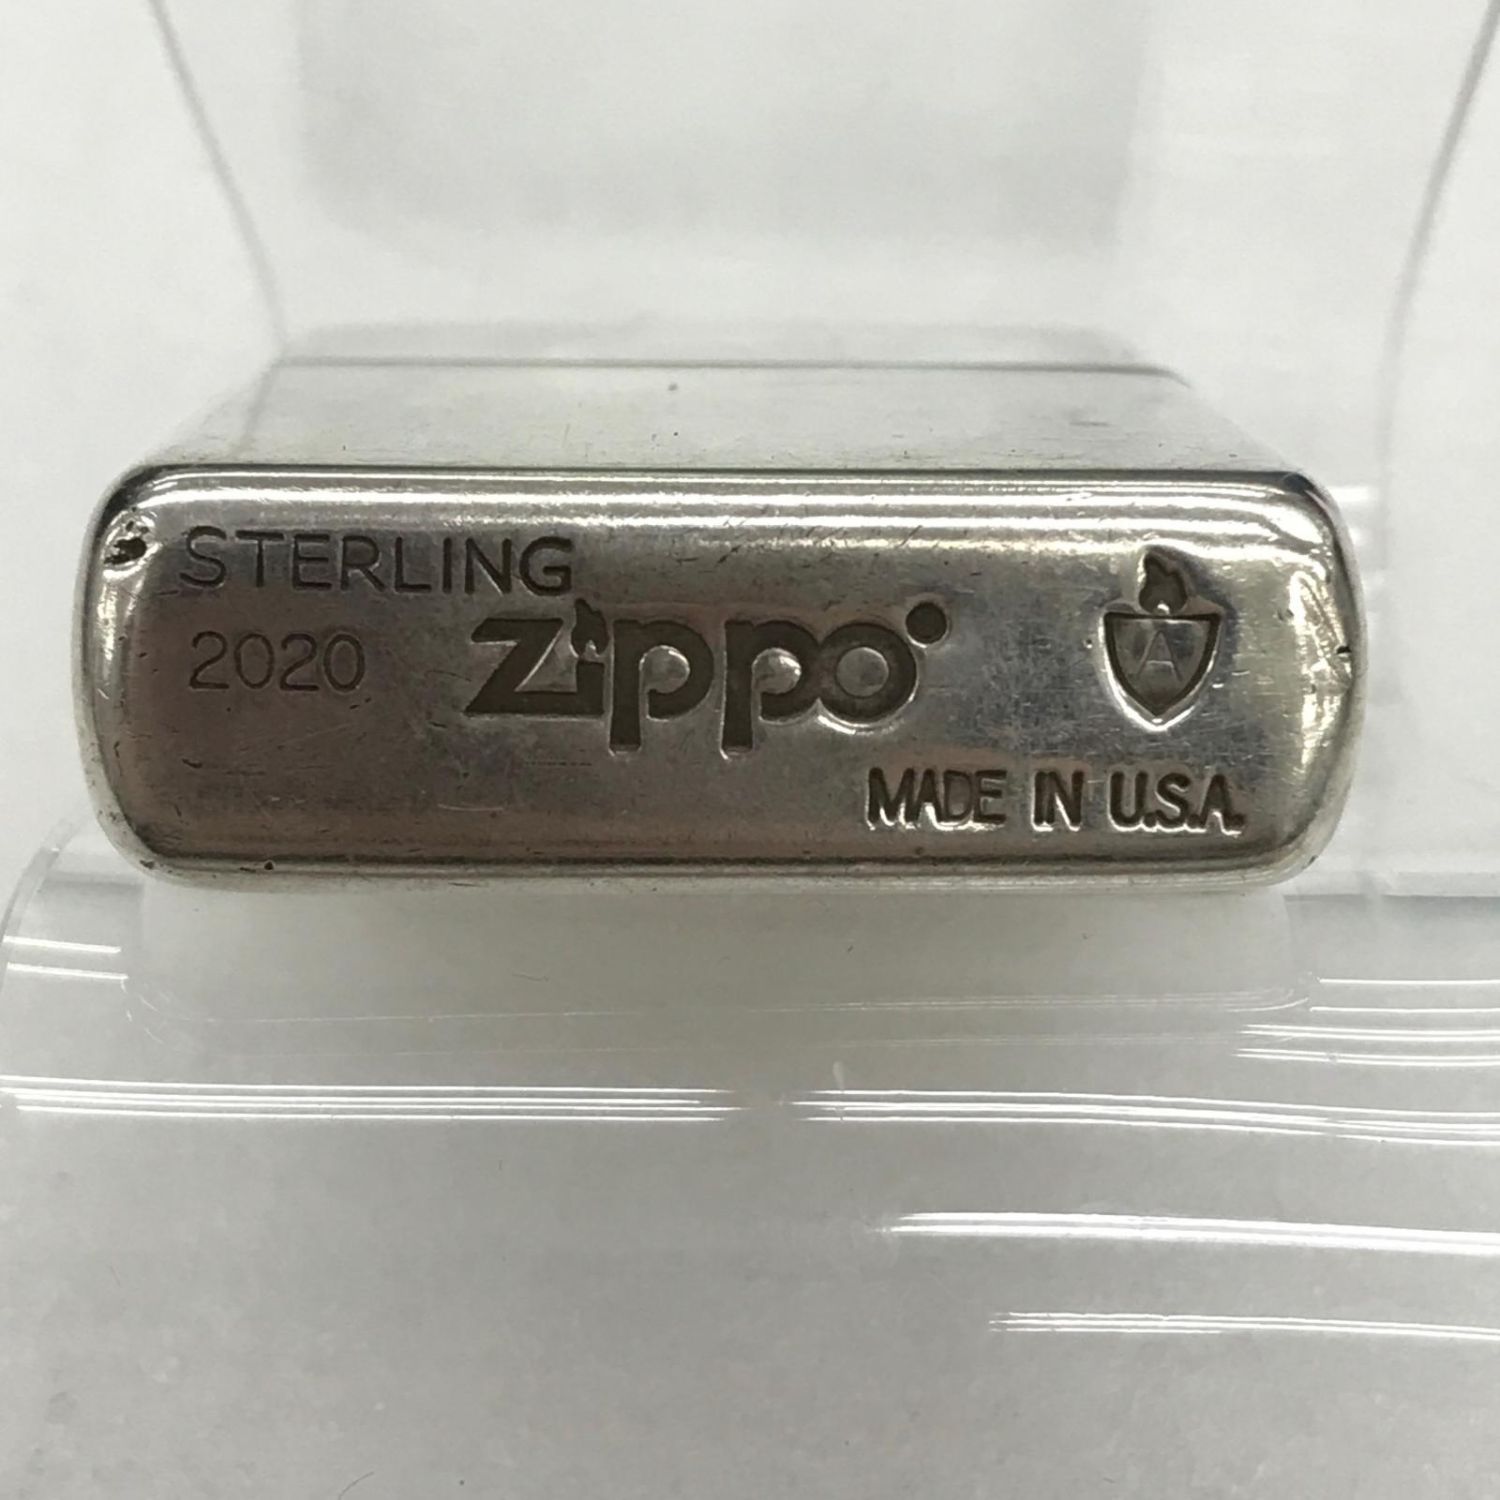 STERLING
2020
Zippo
A
MADE IN U.S.A.